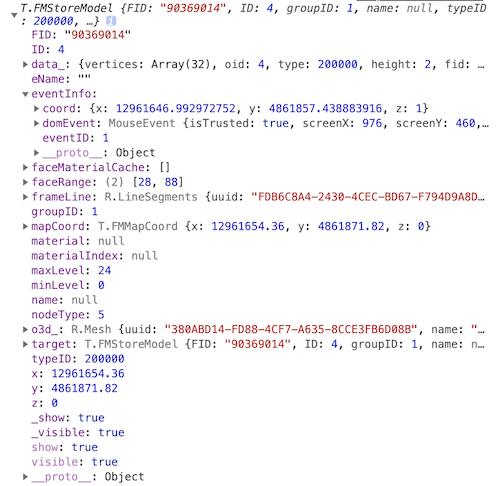 T.FMStoreModel {FID: "90369014", ID: 4, groupID: 1, name: null, typeID
: 200000, …} i
FID: "90369014"
ID: 4
data_: {vertices: Array(32), oid: 4, type: 200000, height: 2, fid: …
eName: ""
eventInfo:
coord: {x: 12961646.992972752, y: 4861857.438883916, z: 1}
domEvent: MouseEvent {isTrusted: true, screenX: 976, screenY: 460,…
eventID: 1
__proto__: Object
faceMaterialCache: []
faceRange: (2) [28, 88]
frameLine: R.LineSegments {uuid: "FDB6C8A4-2430-4CEC-BD67-F794D9A8D…
groupID: 1
mapCoord: T.FMMapCoord {x: 12961654.36, y: 4861871.82, z: 0}
material: null
materialIndex: null
maxLevel: 24
minLevel: 0
name: null
nodeType: 5
o3d_: R.Mesh {uuid: "380ABD14-FD88-4CF7-A635-8CCE3FB6D08B", name: "…
target: T.FMStoreModel {FID: "90369014", ID: 4, groupID: 1, name: n…
typeID: 200000
x: 12961654.36
y: 4861871.82
z: 0
_show: true
_visible: true
show: true
visible: true
__proto__: Object